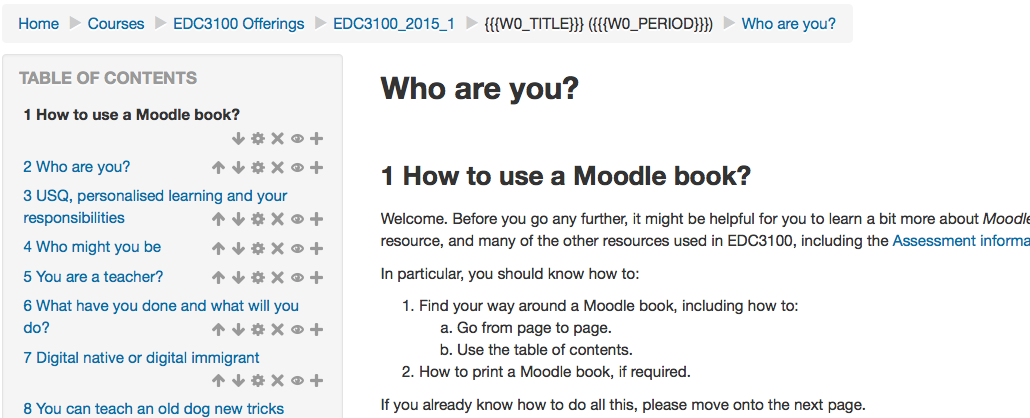 Home Courses EDC3100 Offerings EDC3100_2015_1 {{{W0_TITLE}}} ({{{W0_PERIOD}}}) Who are you?
TABLE OF CONTENTS
1 How to use a Moodle book?
2 Who are you?
3 USQ, personalised learning and your
responsibilities
4 Who might you be
5 You are a teacher?
6 What have you done and what will you
do?
7 Digital native or digital immigrant
8 You can teach an old dog new tricks
Who are you?
1 How to use a Moodle book?
Welcome. Before you go any further, it might be helpful for you to learn a bit more about Moodle
resource, and many of the other resources used in EDC3100, including the Assessment informa
In particular, you should know how to:
1. Find your way around a Moodle book, including how to:
a. Go from page to page.
b. Use the table of contents.
2. How to print a Moodle book, if required.
If you already know how to do all this, please move onto the next page.